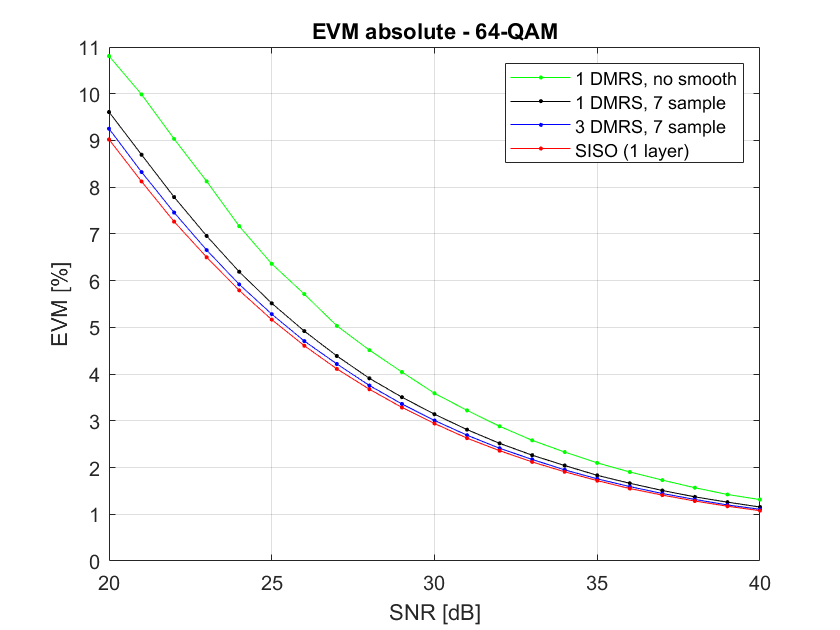 EVM absolute - 64-QAM
1 DMRS, no smooth
1 DMRS, 7 sample
3 DMRS, 7 sample
SISO (1 layer)
EVM [%]
11
10
9
8
7
6
5
4
3
2
1
0
20 25 30 35 40
SNR [dB]